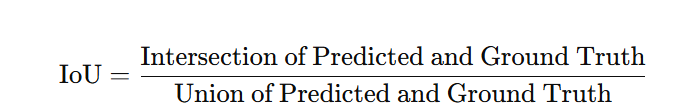 IoU = Intersection of Predicted and Ground Truth
Union of Predicted and Ground Truth